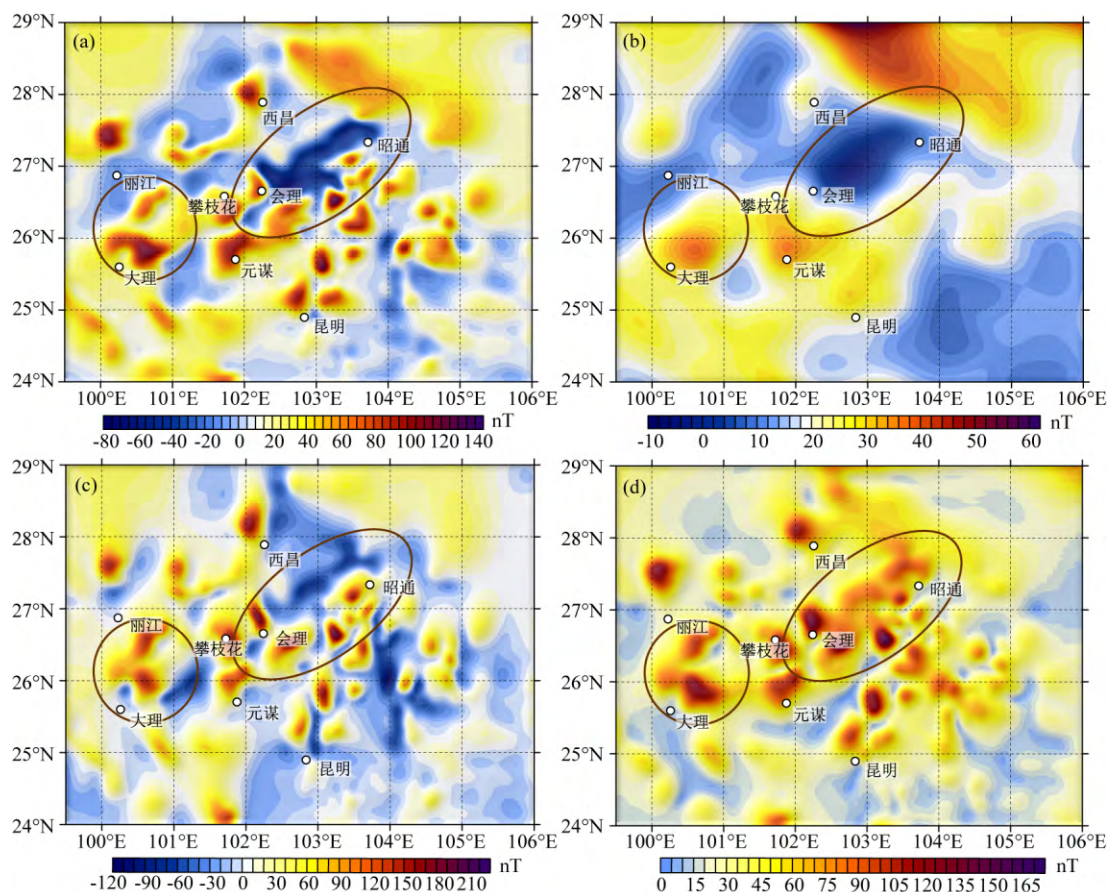 29°N
(a)
28°N
西昌
昭通
27°N
丽江
会理
攀枝花
26°N
大理
元谋
25°N
昆明
24°N
100°E 101°E 102°E 103°E 104°E 105°E 106°E
-80 -60 -40 -20 0 20 40 60 80 100 120 140 nT
29°N
(b)
28°N
西昌
昭通
27°N
丽江
会理
攀枝花
26°N
大理
元谋
25°N
昆明
24°N
100°E 101°E 102°E 103°E 104°E 105°E 106°E
-10 0 10 20 30 40 50 60 nT
29°N
(c)
28°N
西昌
昭通
27°N
丽江
会理
攀枝花
26°N
大理
元谋
25°N
昆明
24°N
100°E 101°E 102°E 103°E 104°E 105°E 106°E
-120 -90 -60 -30 0 30 60 90 120 150 180 210 nT
29°N
(d)
28°N
西昌
昭通
27°N
丽江
会理
攀枝花
26°N
大理
元谋
25°N
昆明
24°N
100°E 101°E 102°E 103°E 104°E 105°E 106°E
0 15 30 45 60 75 90 105 120 135 150 165 nT